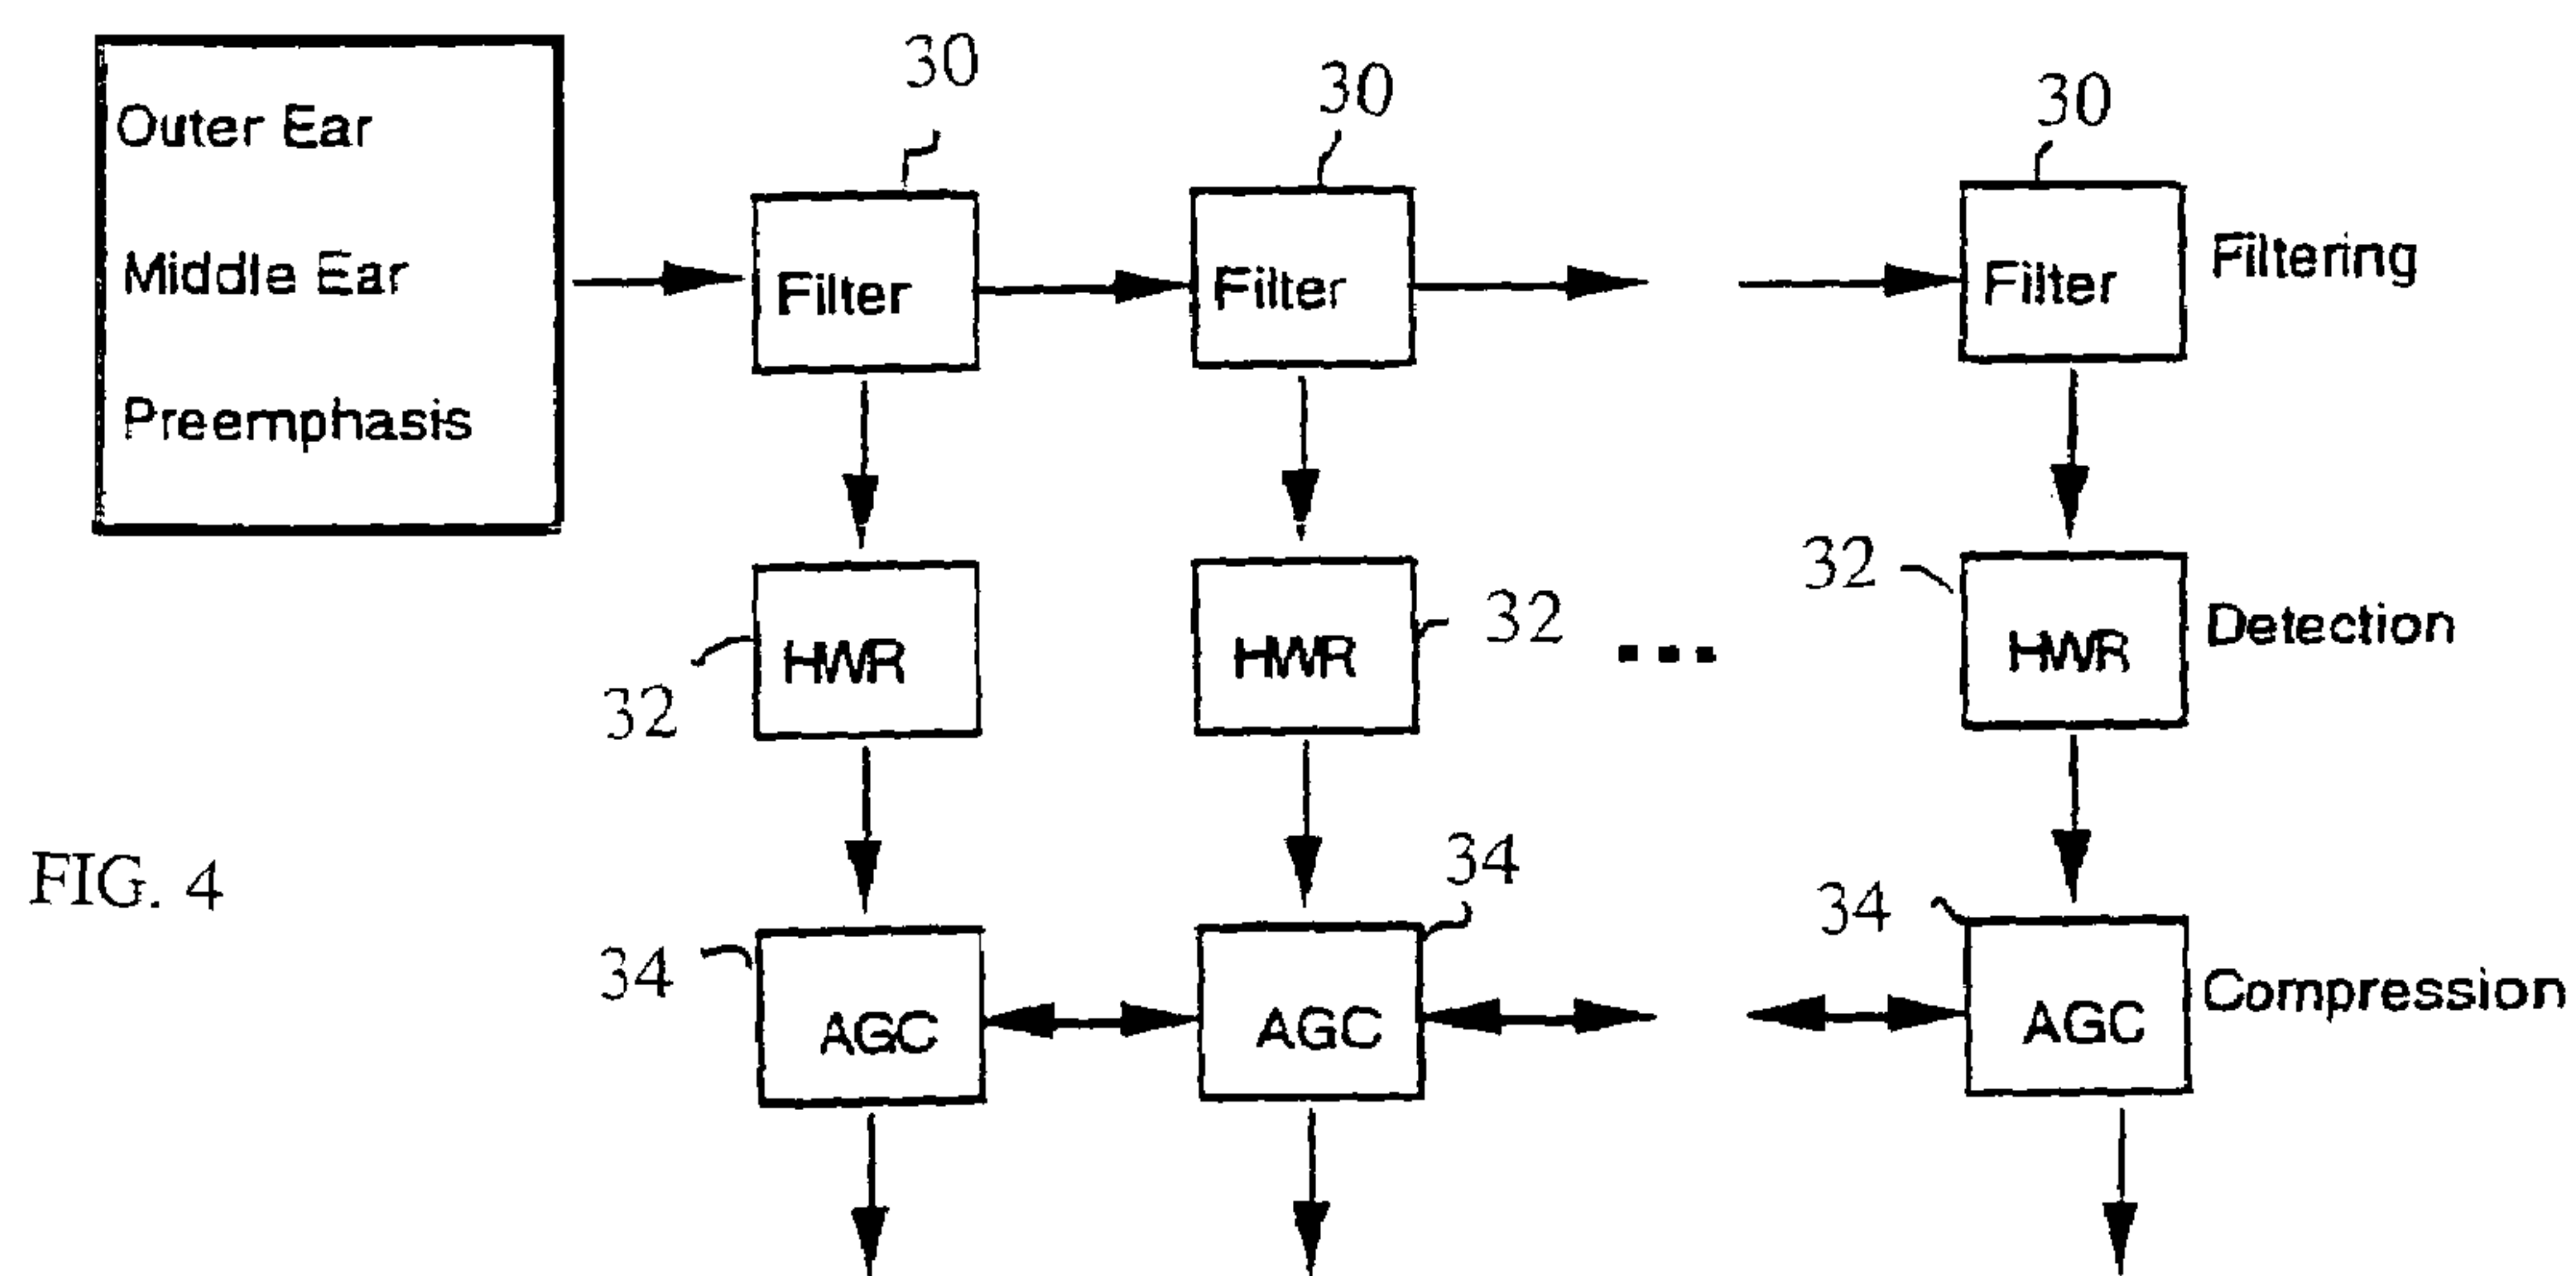 30
30
30
Outer Ear
Middle Ear
Preemphasis
Filter
Filter
Filter
Filtering
32
HWR
HWR
32
...
32
HWR
Detection
FIG. 4
34
AGC
34
AGC
34
AGC
Compression